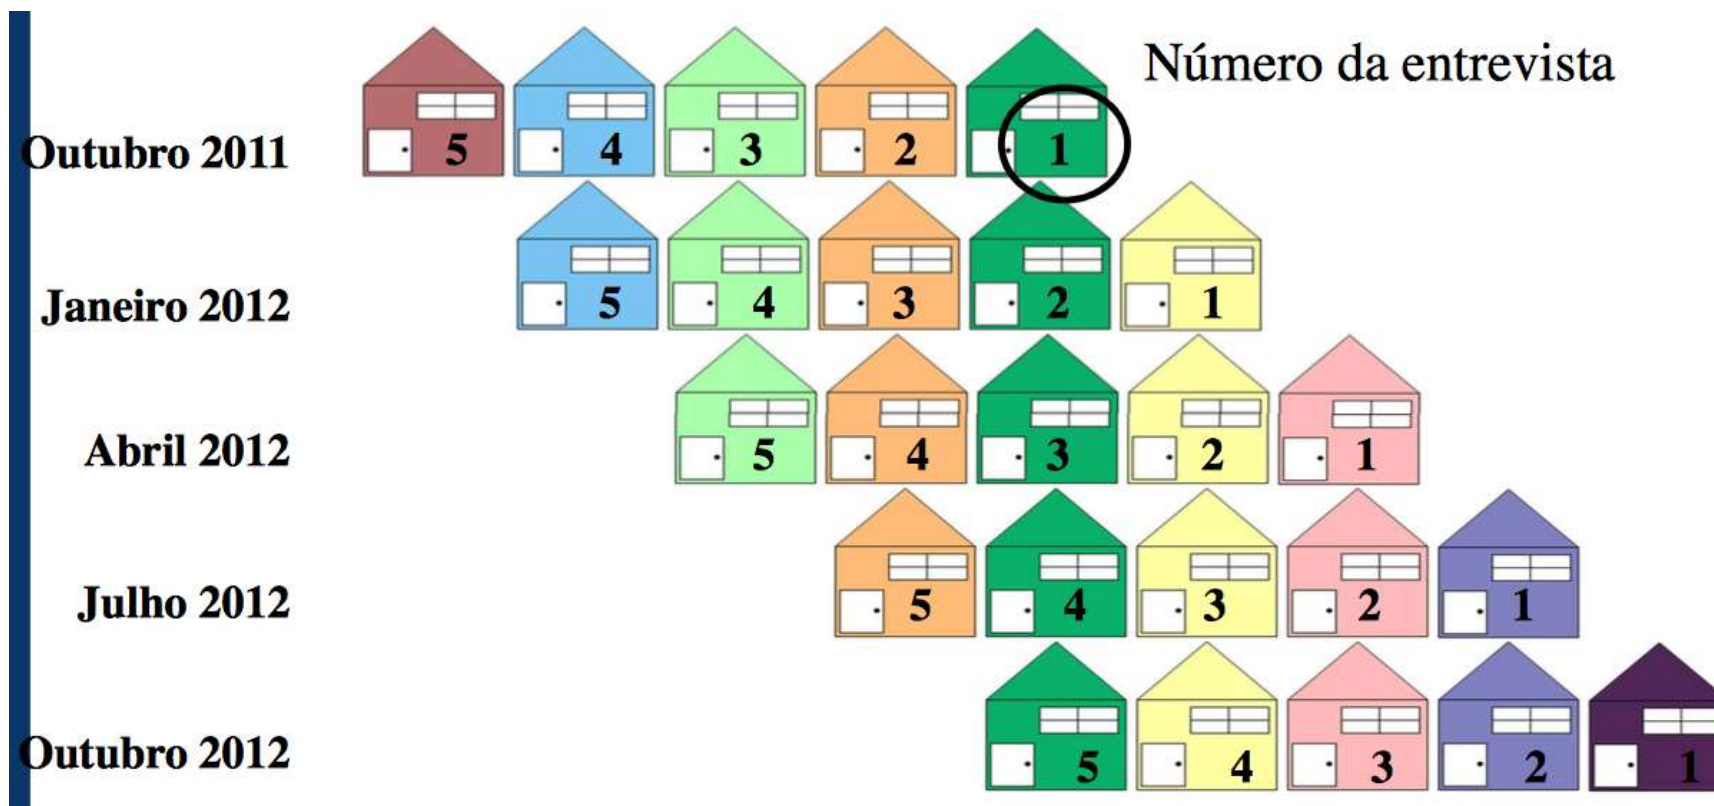 Número da entrevista
Outubro 2011 5 4 3 2 1
Janeiro 2012 5 4 3 2 1
Abril 2012 5 4 3 2 1
Julho 2012 5 4 3 2 1
Outubro 2012 5 4 3 2 1